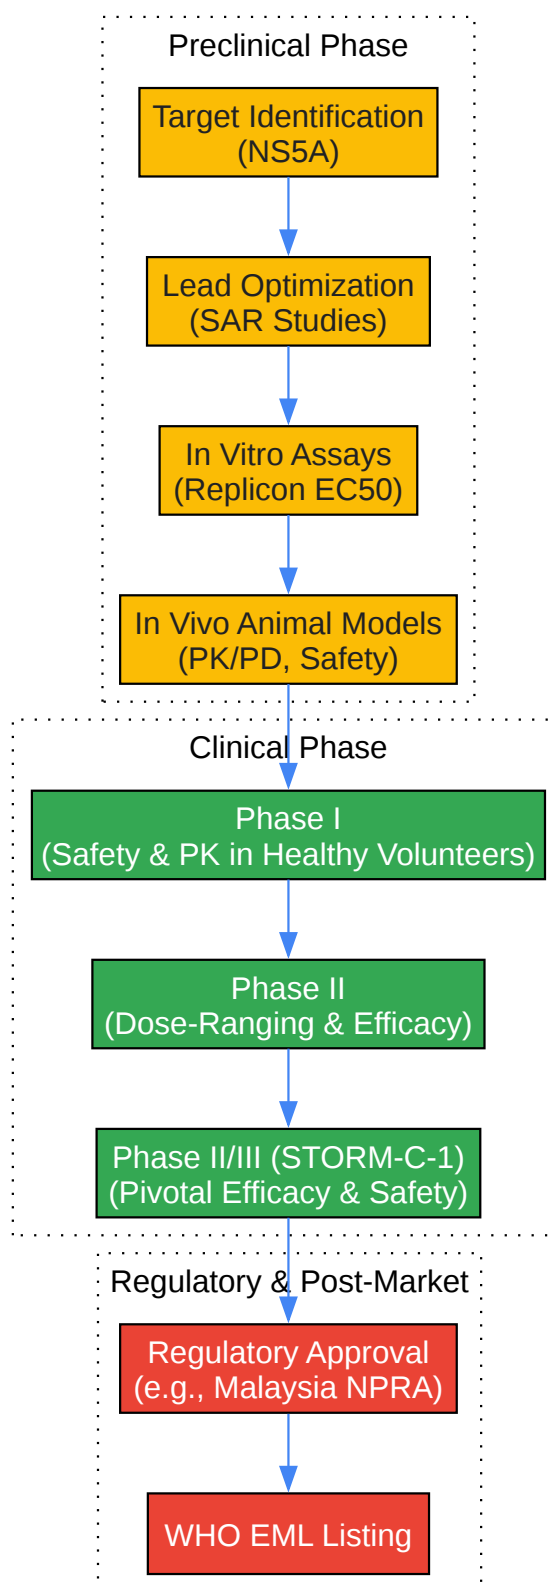 Preclinical Phase
Target Identification
(NS5A)
Lead Optimization
(SAR Studies)
In Vitro Assays
(Replicon EC50)
In Vivo Animal Models
(PK/PD, Safety)
Clinical Phase
Phase I
(Safety & PK in Healthy Volunteers)
Phase II
(Dose-Ranging & Efficacy)
Phase II/III (STORM-C-1)
(Pivotal Efficacy & Safety)
Regulatory & Post-Market
Regulatory Approval
(e.g., Malaysia NPRA)
WHO EML Listing